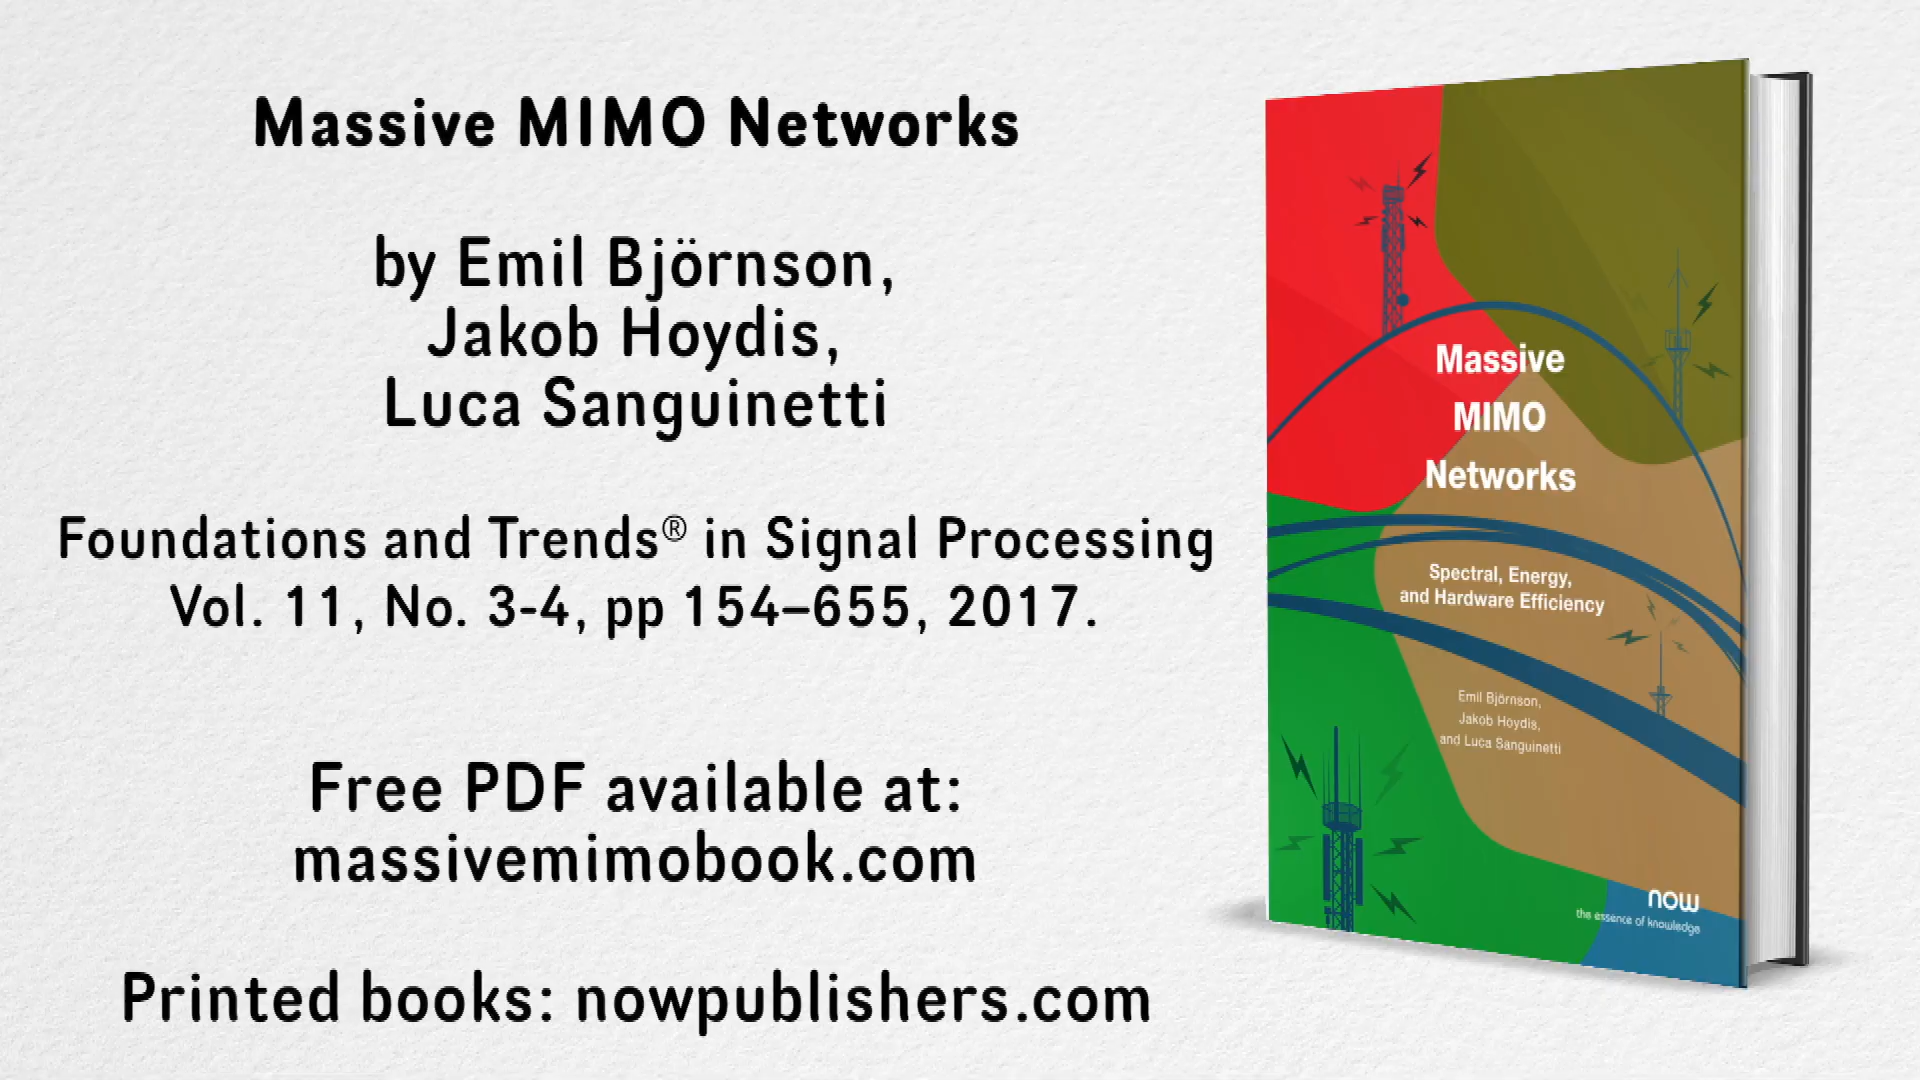 Massive MIMO Networks
by Emil Björnson,
Jakob Hoydis,
Luca Sanguinetti
Foundations and Trends® in Signal Processing
Vol. 11, No. 3-4, pp 154–655, 2017.
Free PDF available at:
massivemimobook.com
Printed books: nowpublishers.com
Massive
MIMO
Networks
Spectral, Energy,
and Hardware Efficiency
Emil Björnson,
Jakob Hoydis,
and Luca Sanguinetti
now
the essence of knowledge